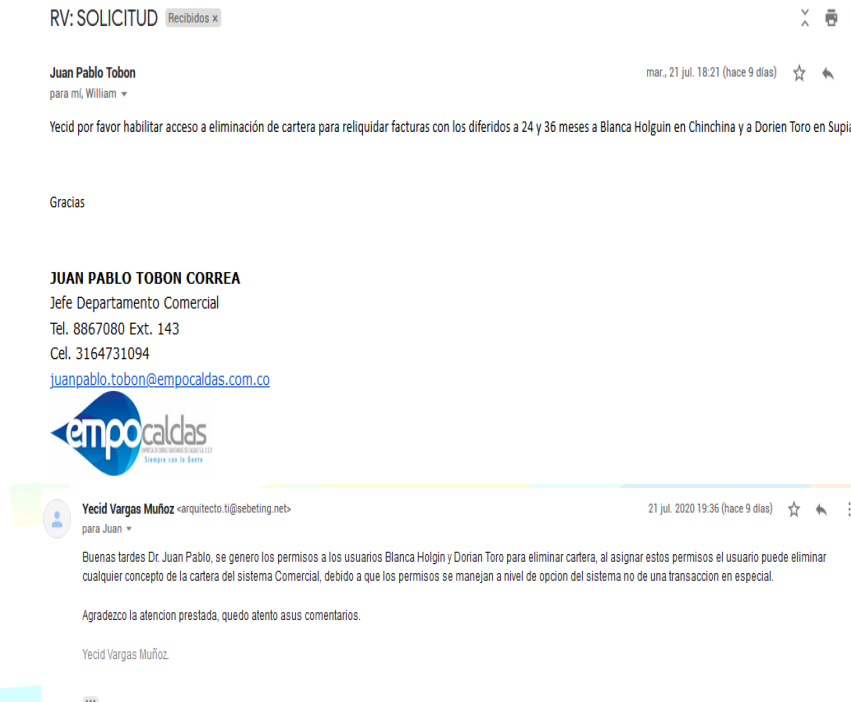 RV: SOLICITUD Recibidos x
Juan Pablo Tobon
mar., 21 jul. 18:21 (hace 9 días)
para mí, William
Yecid por favor habilitar acceso a eliminación de cartera para reliquidar facturas con los diferidos a 24 y 36 meses a Blanca Holguin en Chinchina y a Dorien Toro en Supia
Gracias
JUAN PABLO TOBON CORREA
Jefe Departamento Comercial
Tel. 8867080 Ext. 143
Cel. 3164731094
juanpablo.tobon@empocaldas.com.co
empocaldas
Siempre con la Gente
Yecid Vargas Muñoz <arquitecto.ti@sebeting.net>
21 jul. 2020 19:36 (hace 9 días)
para Juan
Buenas tardes Dr. Juan Pablo, se genero los permisos a los usuarios Blanca Holgin y Dorian Toro para eliminar cartera, al asignar estos permisos el usuario puede eliminar
cualquier concepto de la cartera del sistema Comercial, debido a que los permisos se manejan a nivel de opcion del sistema no de una transaccion en especial.
Agradezco la atencion prestada, quedo atento asus comentarios.
Yecid Vargas Muñoz.